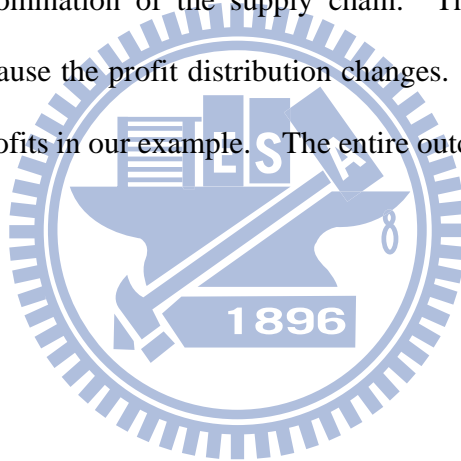 omination of the supply chain. Th
ause the profit distribution changes.
ofits in our example. The entire outc
E S A
8
1896